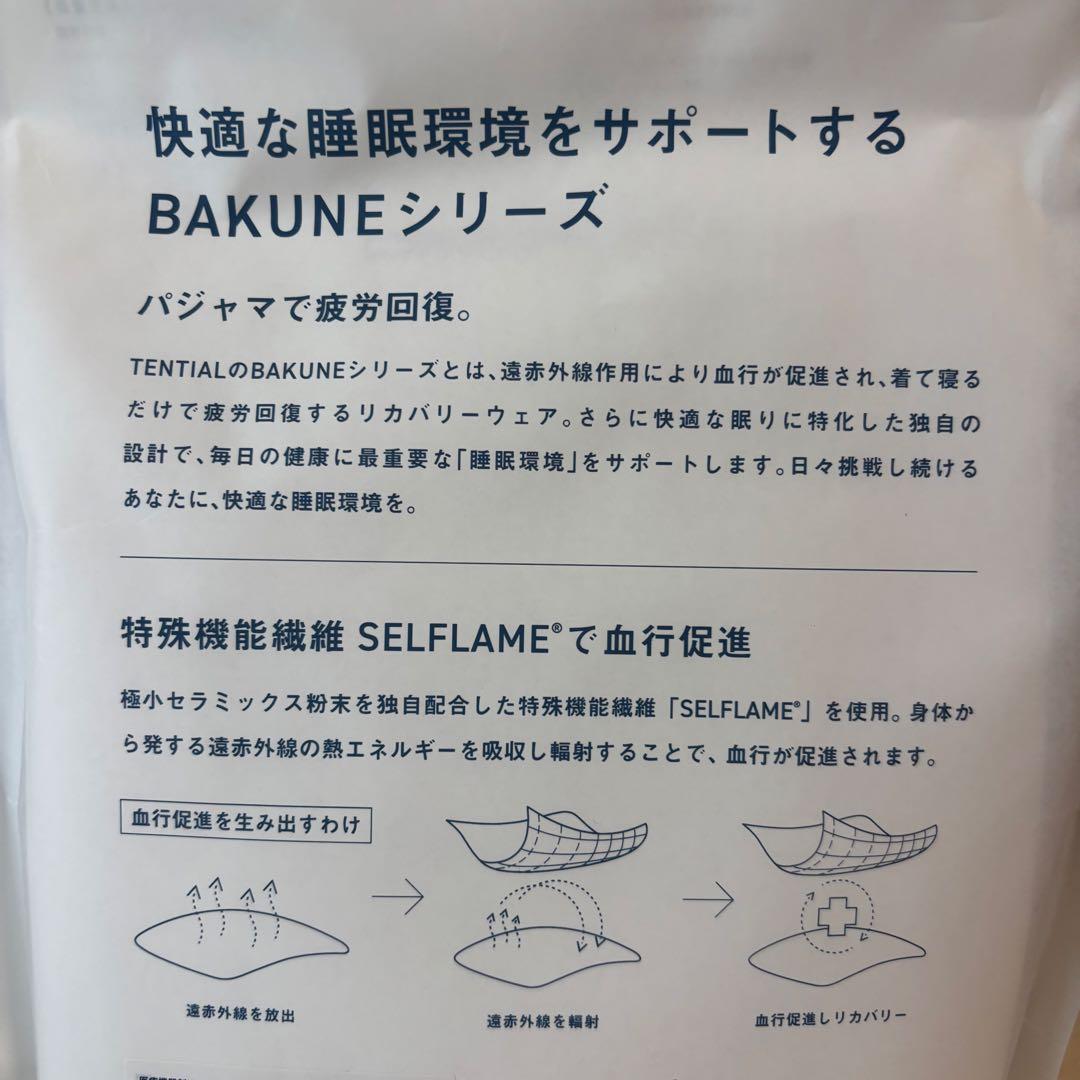 快適な睡眠環境をサポートする
BAKUNEシリーズ
パジャマで疲労回復。
TENTIALのBAKUNEシリーズとは、遠赤外線作用により血行が促進され、着て寝る
だけで疲労回復するリカバリーウェア。さらに快適な眠りに特化した独自の
設計で、毎日の健康に最重要な「睡眠環境」をサポートします。日々挑戦し続ける
あなたに、快適な睡眠環境を。
特殊機能繊維 SELFLAME®で血行促進
極小セラミックス粉末を独自配合した特殊機能繊維「SELFLAME®」を使用。身体か
ら発する遠赤外線の熱エネルギーを吸収し輻射することで、血行が促進されます。
血行促進を生み出すわけ
遠赤外線を放出
遠赤外線を輻射
血行促進しリカバリー